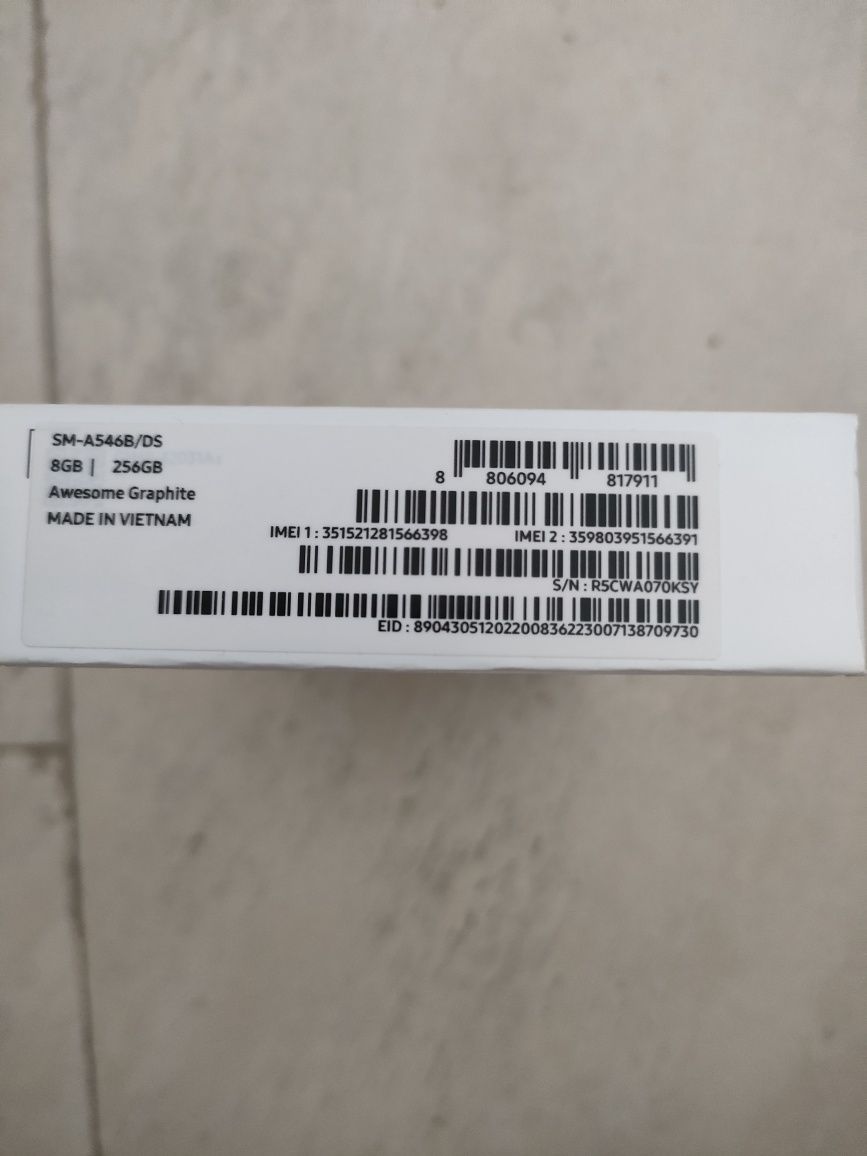 SM-A546B/DS
8GB | 256GB
Awesome Graphite
MADE IN VIETNAM
8 806094 817911
IMEI 1 : 351521281566398 IMEI 2 : 359803951566391
S/N : R5CWA070KSY
EID : 89043051202200836223007138709730